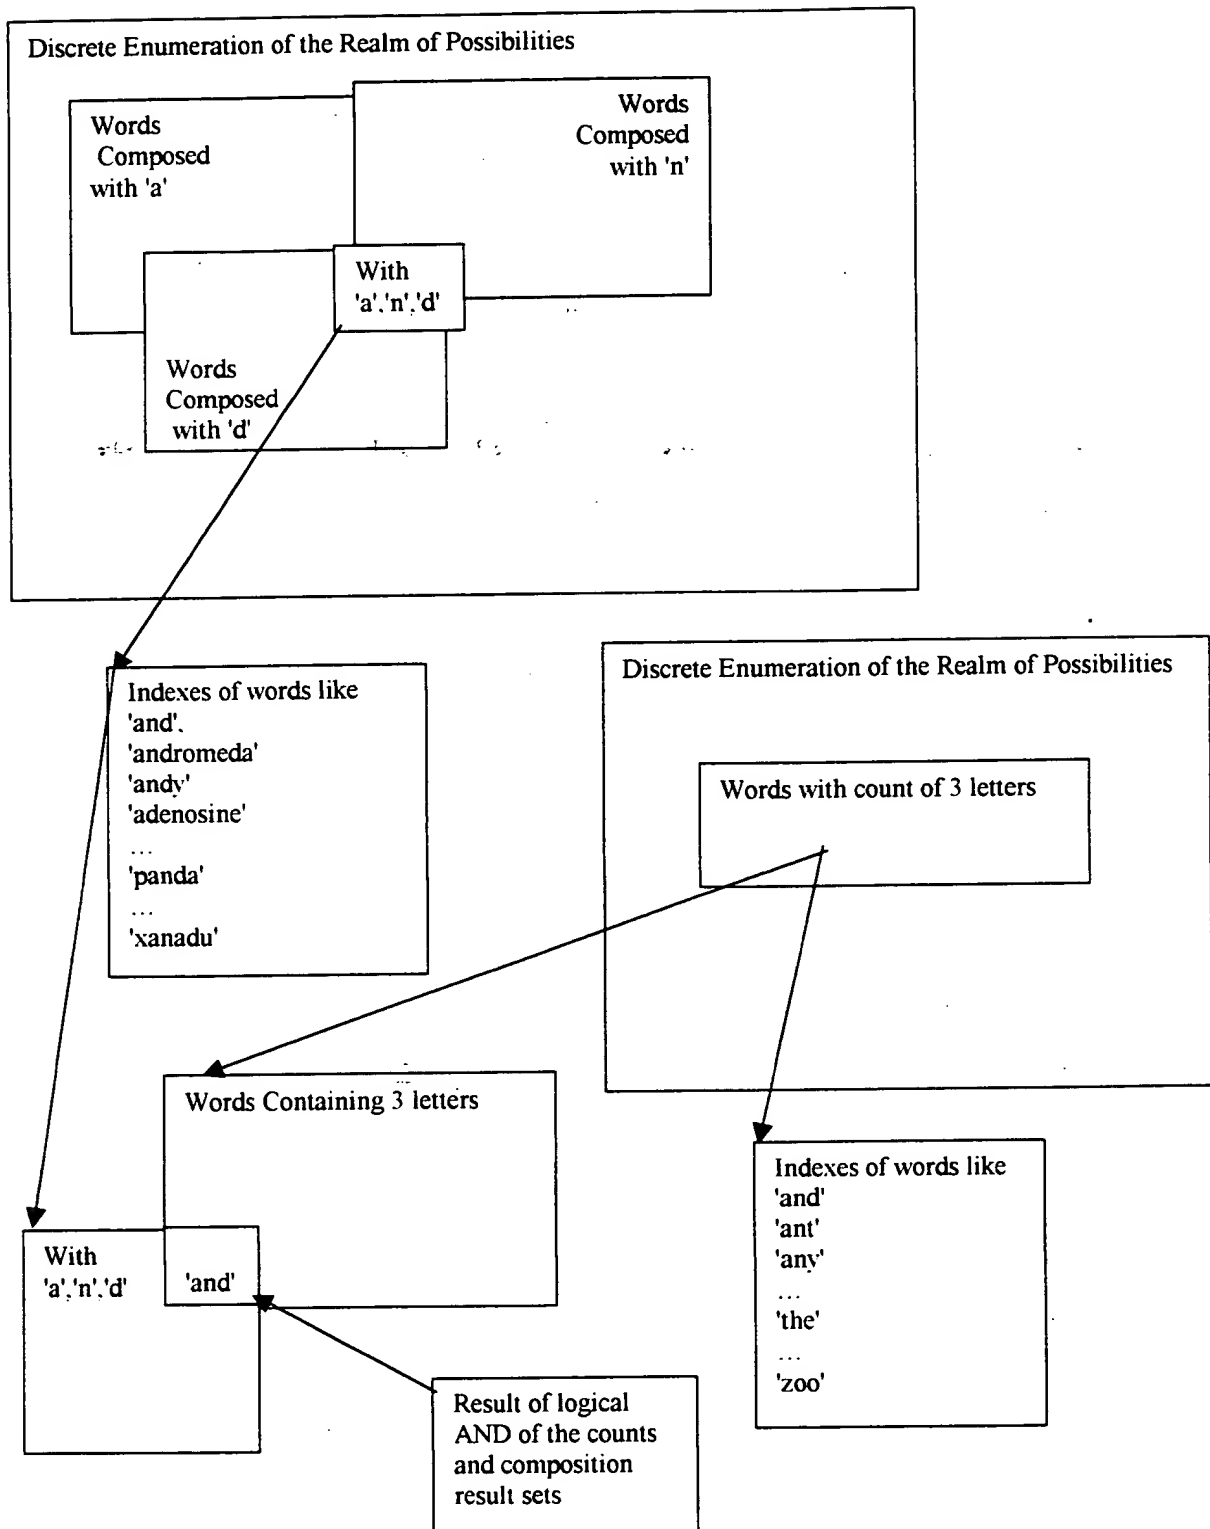 Discrete Enumeration of the Realm of Possibilities
Words
Composed
with 'a'
Words
Composed
with 'n'
With
'a','n','d'
Words
Composed
with 'd'
Indexes of words like
'and',
'andromeda'
'andy'
'adenosine'
...
'panda'
...
'xanadu'
Discrete Enumeration of the Realm of Possibilities
Words with count of 3 letters
Words Containing 3 letters
With
'a','n','d'
'and'
Indexes of words like
'and'
'ant'
'any'
...
'the'
...
'zoo'
Result of logical
AND of the counts
and composition
result sets